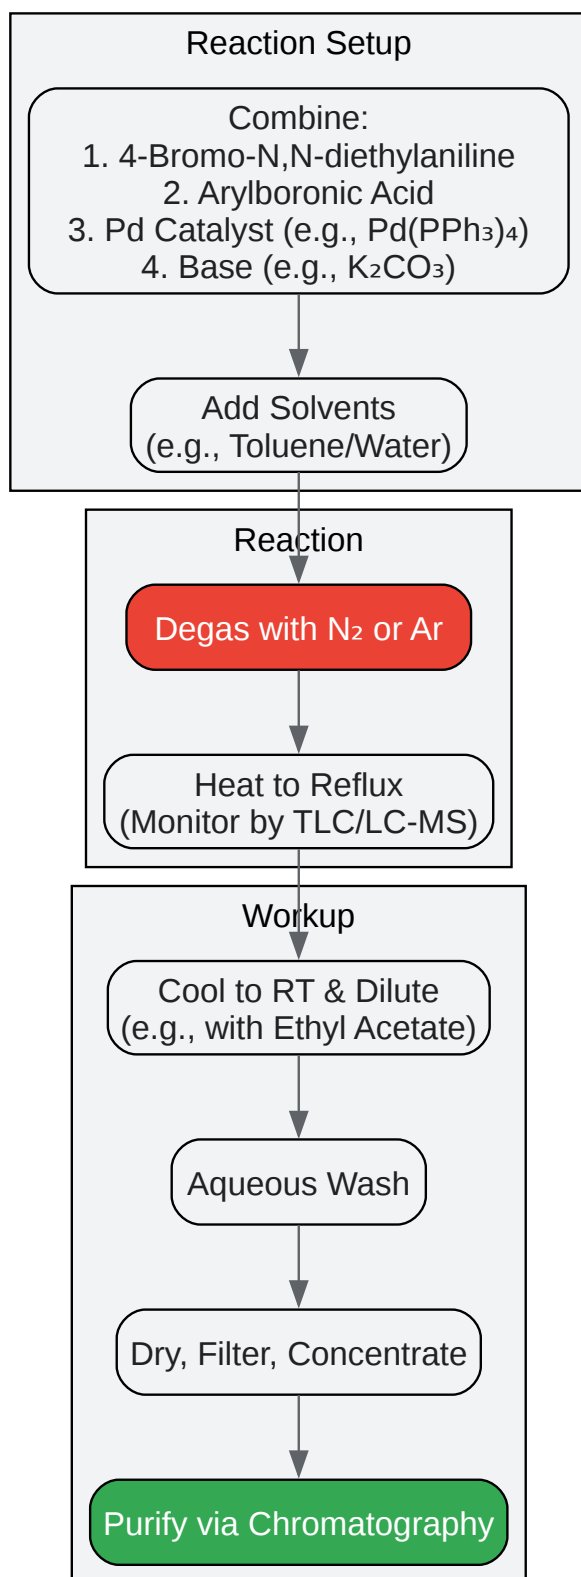 Reaction Setup
Combine:
1. 4-Bromo-N,N-diethylaniline
2. Arylboronic Acid
3. Pd Catalyst (e.g., Pd(PPh₃)₄)
4. Base (e.g., K₂CO₃)
Add Solvents
(e.g., Toluene/Water)
Reaction
Degas with N₂ or Ar
Heat to Reflux
(Monitor by TLC/LC-MS)
Workup
Cool to RT & Dilute
(e.g., with Ethyl Acetate)
Aqueous Wash
Dry, Filter, Concentrate
Purify via Chromatography